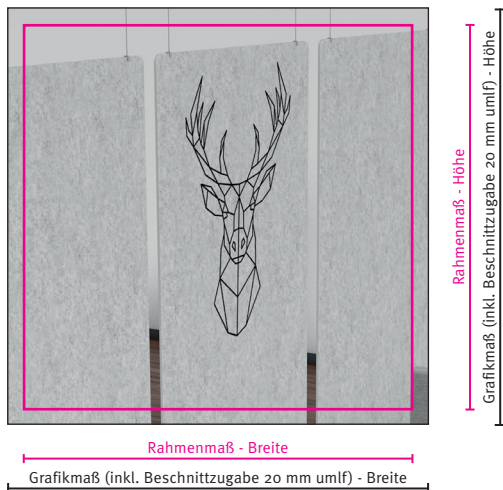 Rahmenmaß - Höhe
Grafikmaß (inkl. Beschnittzugabe 20 mm umlf) - Höhe
Rahmenmaß - Breite
Grafikmaß (inkl. Beschnittzugabe 20 mm umlf) - Breite